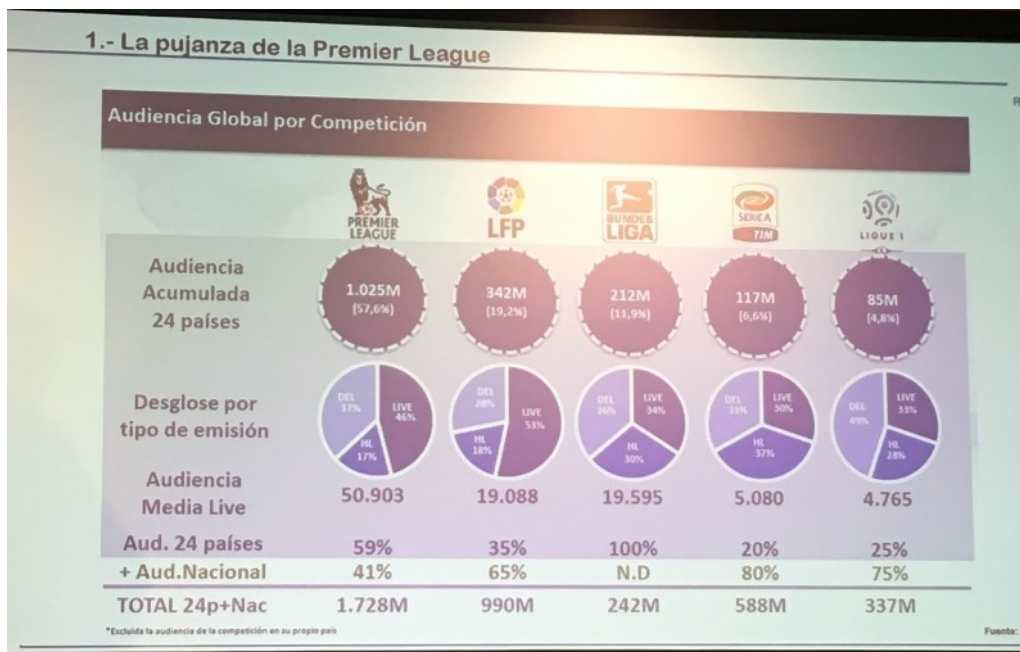 1.- La pujanza de la Premier League
R
Audiencia Global por Competición
PREMIER
LEAGUE
LFP
BUNDES
LIGA
SERIE A
TIM
LIGUE 1
Audiencia
Acumulada
24 países
1.025M
(57,6%)
342M
(19,2%)
212M
(11,9%)
117M
(6,6%)
85M
(4,8%)
Desglose por
tipo de emisión
DEL
37%
LIVE
46%
HL
17%
DEL
28%
LIVE
53%
HL
18%
DEL
36%
LIVE
34%
HL
30%
DEL
33%
LIVE
30%
HL
37%
DEL
49%
LIVE
33%
HL
28%
Audiencia
Media Live
50.903 19.088 19.595 5.080 4.765
Aud. 24 países 59% 35% 100% 20% 25%
+ Aud.Nacional 41% 65% N.D 80% 75%
TOTAL 24p+Nac 1.728M 990M 242M 588M 337M
*Excluida la audiencia de la competición en su propio país
Fuente: